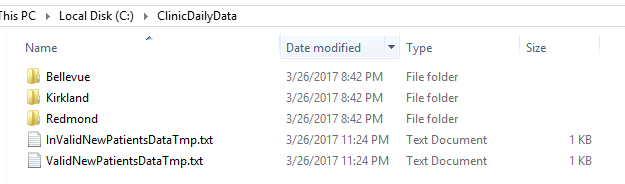 This PC › Local Disk (C:) › ClinicDailyData
Name Date modified Type Size
Bellevue 3/26/2017 8:42 PM File folder
Kirkland 3/26/2017 8:42 PM File folder
Redmond 3/26/2017 8:42 PM File folder
InValidNewPatientsDataTmp.txt 3/26/2017 11:24 PM Text Document 1 KB
ValidNewPatientsDataTmp.txt 3/26/2017 11:24 PM Text Document 1 KB